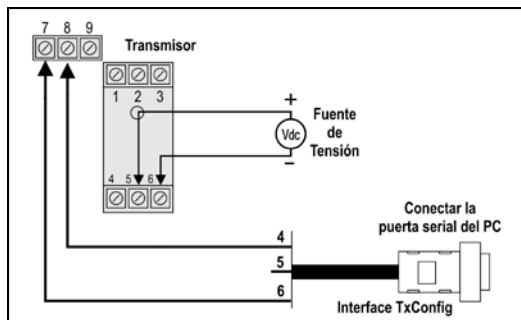 7 8 9
Transmisor
1 2 3
+
Vdc
Fuente
de
Tensión
−
4 5 6
Conectar la
puerta serial del PC
4
5
6
Interface TxConfig